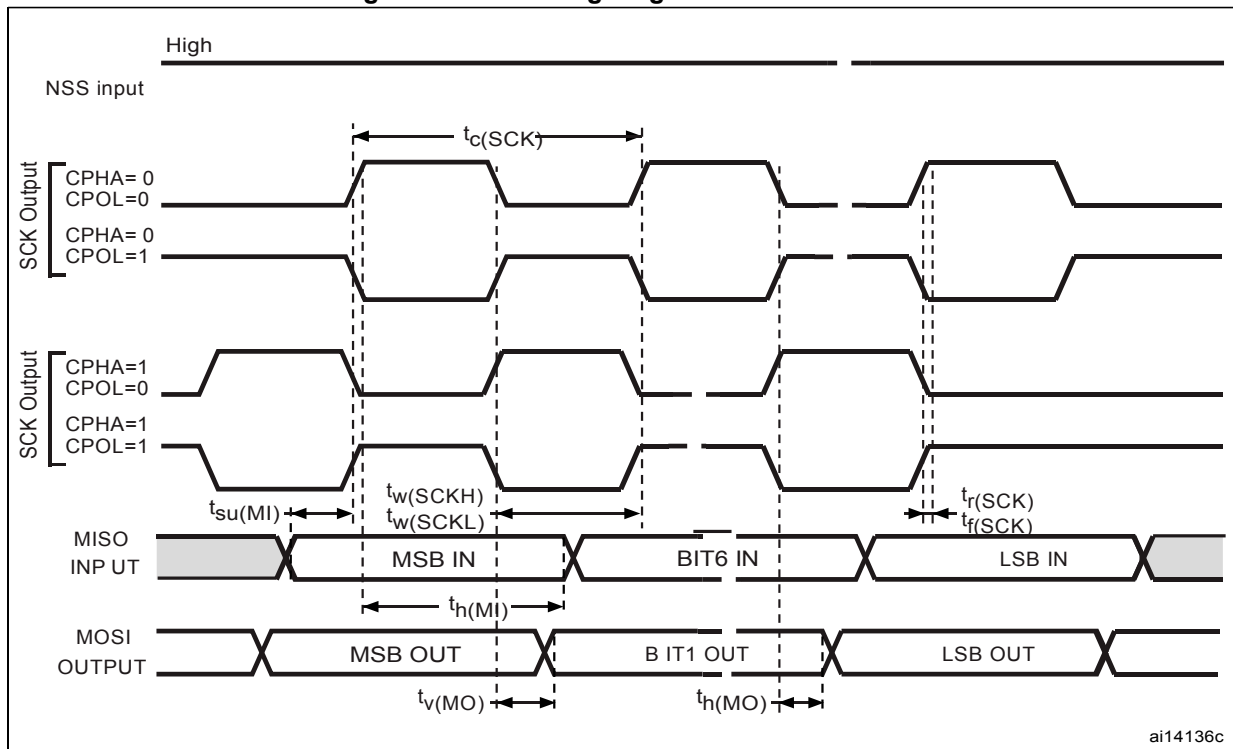 High
NSS input
tc(SCK)
SCK Output
CPHA= 0
CPOL=0
CPHA= 0
CPOL=1
SCK Output
CPHA=1
CPOL=0
CPHA=1
CPOL=1
tsu(MI)
tw(SCKH)
tw(SCKL)
tr(SCK)
tf(SCK)
MISO
INP UT
MSB IN
BIT6 IN
LSB IN
th(MI)
MOSI
OUTPUT
MSB OUT
B IT1 OUT
LSB OUT
tv(MO)
th(MO)
ai14136c